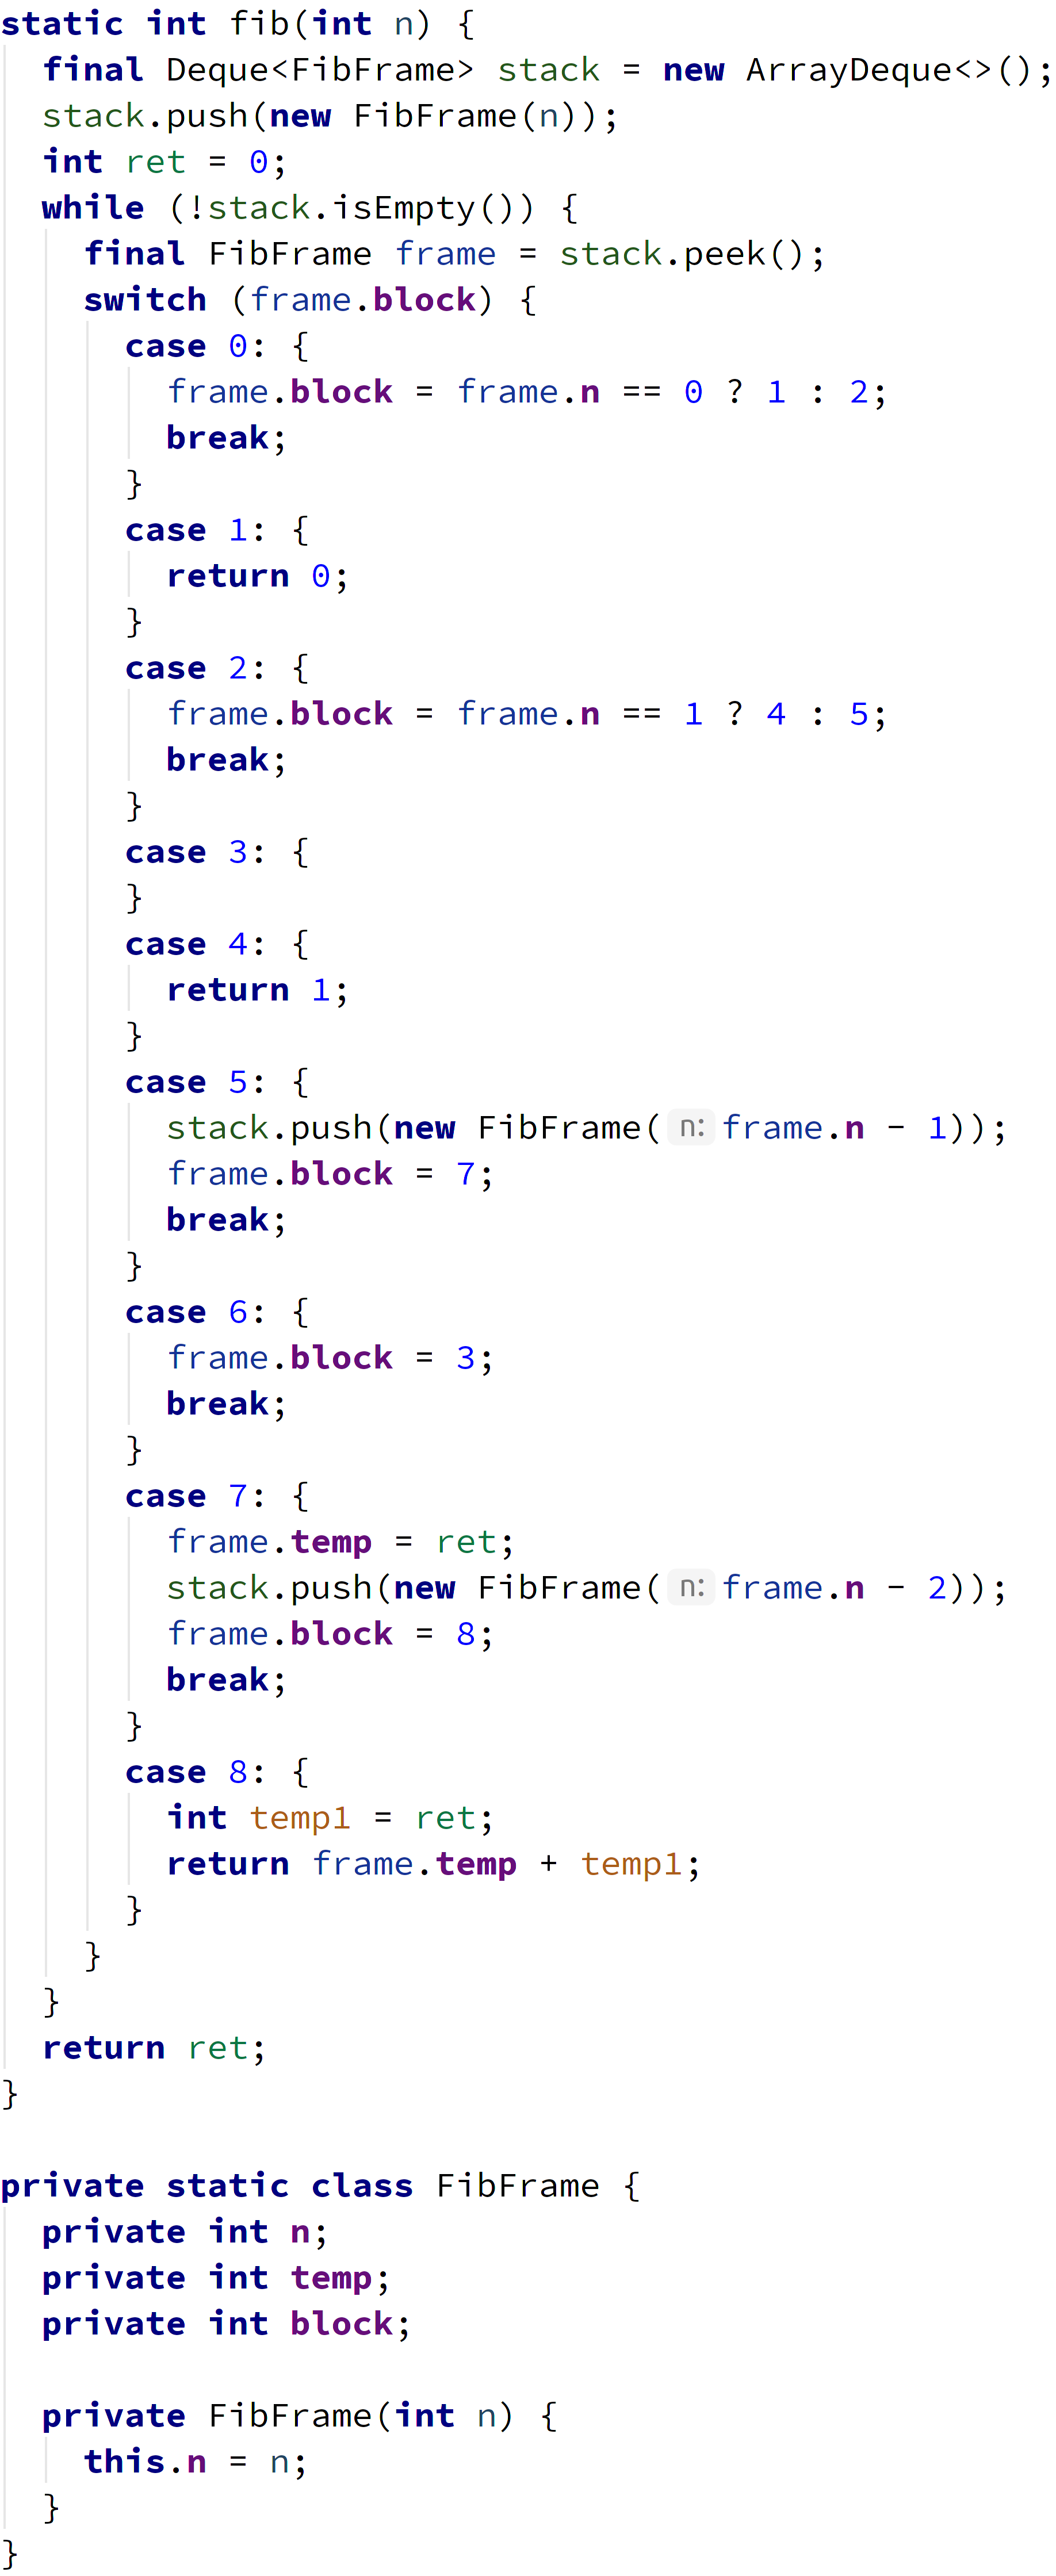 static int fib(int n) {
  final Deque<FibFrame> stack = new ArrayDeque<>();
  stack.push(new FibFrame(n));
  int ret = 0;
  while (!stack.isEmpty()) {
    final FibFrame frame = stack.peek();
    switch (frame.block) {
      case 0: {
        frame.block = frame.n == 0 ? 1 : 2;
        break;
      }
      case 1: {
        return 0;
      }
      case 2: {
        frame.block = frame.n == 1 ? 4 : 5;
        break;
      }
      case 3: {
      }
      case 4: {
        return 1;
      }
      case 5: {
        stack.push(new FibFrame( n: frame.n - 1));
        frame.block = 7;
        break;
      }
      case 6: {
        frame.block = 3;
        break;
      }
      case 7: {
        frame.temp = ret;
        stack.push(new FibFrame( n: frame.n - 2));
        frame.block = 8;
        break;
      }
      case 8: {
        int temp1 = ret;
        return frame.temp + temp1;
      }
    }
  }
  return ret;
}

private static class FibFrame {
  private int n;
  private int temp;
  private int block;

  private FibFrame(int n) {
    this.n = n;
  }
}